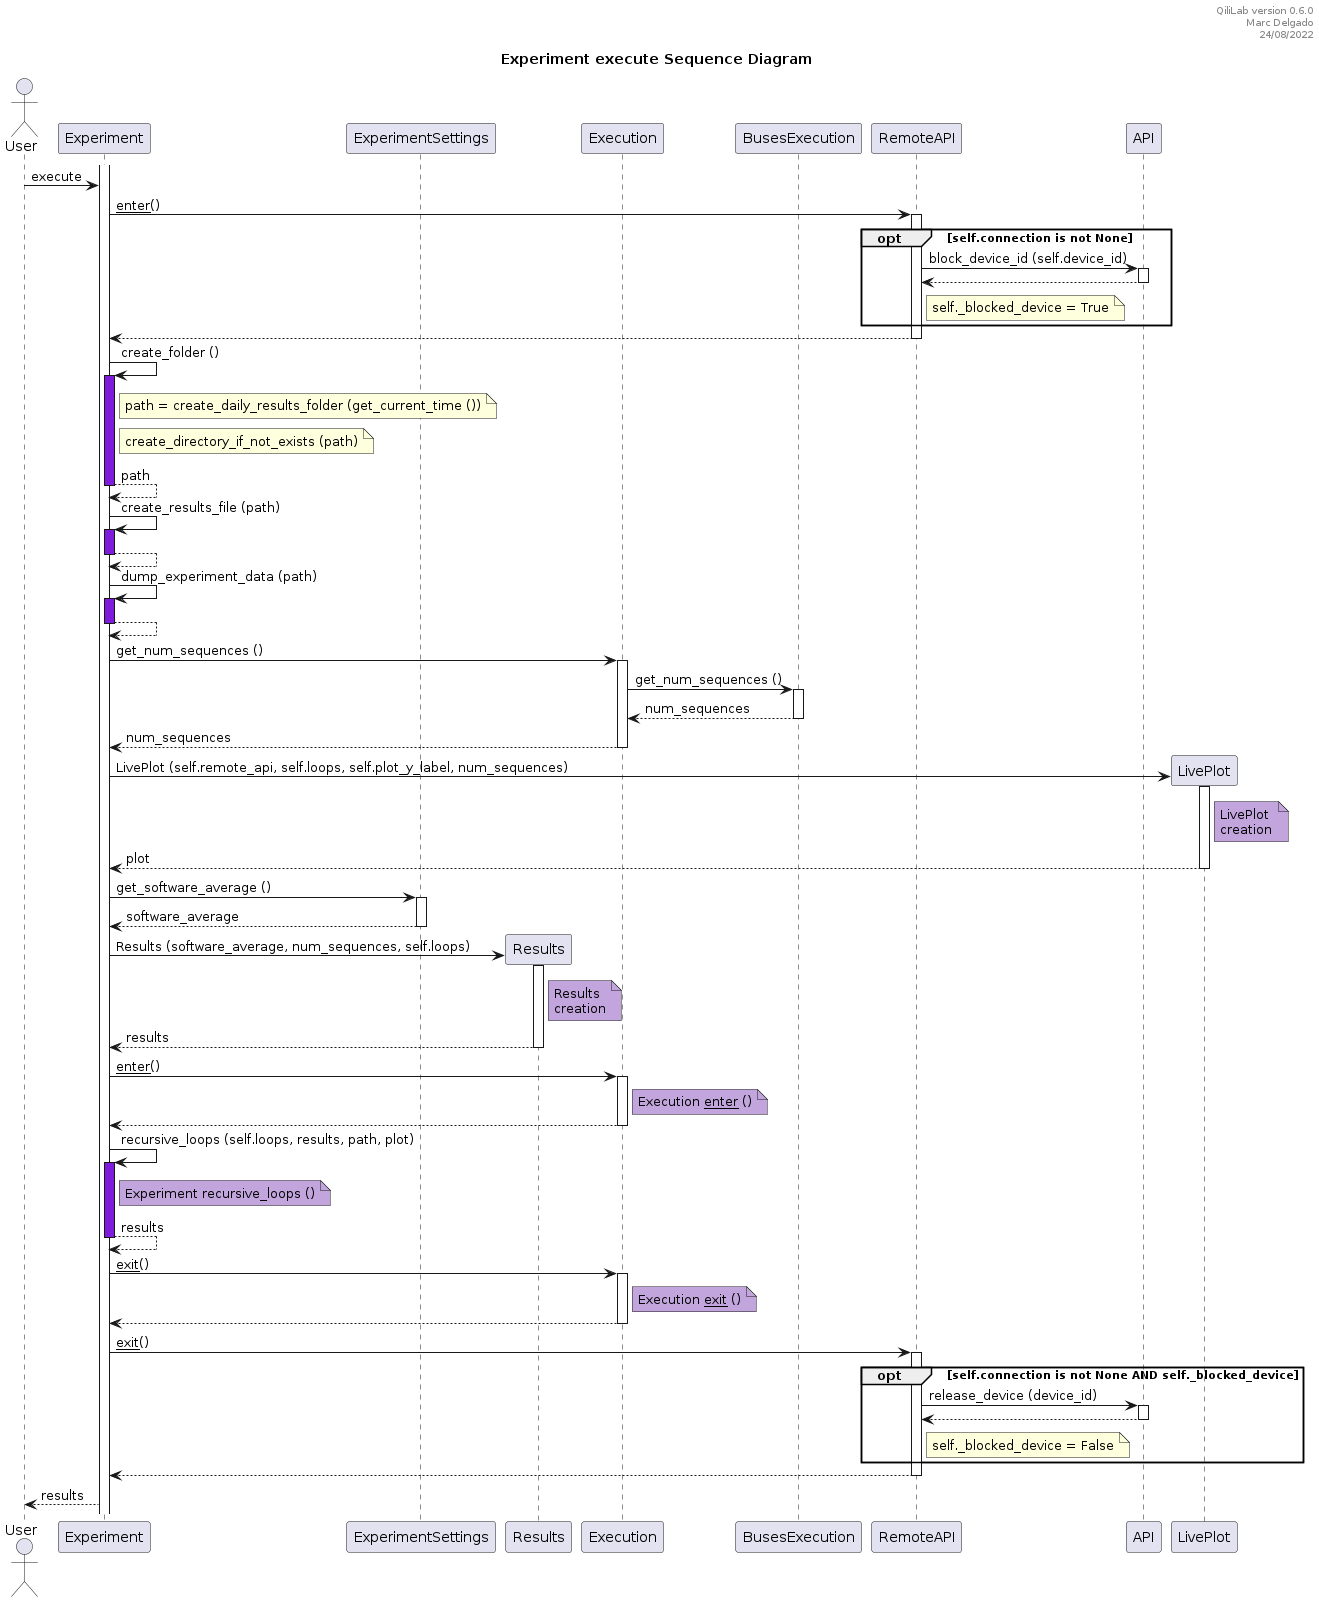 QiliLab version 0.6.0
Marc Delgado
24/08/2022
Experiment execute Sequence Diagram
User
Experiment
ExperimentSettings
Execution
BusesExecution
RemoteAPI
API
execute
enter()
opt
[self.connection is not None]
block_device_id (self.device_id)
self._blocked_device = True
create_folder ()
path = create_daily_results_folder (get_current_time ())
create_directory_if_not_exists (path)
path
create_results_file (path)
dump_experiment_data (path)
get_num_sequences ()
get_num_sequences ()
num_sequences
num_sequences
LivePlot (self.remote_api, self.loops, self.plot_y_label, num_sequences)
LivePlot
LivePlot
creation
plot
get_software_average ()
software_average
Results (software_average, num_sequences, self.loops)
Results
Results
creation
results
enter()
Execution enter ()
recursive_loops (self.loops, results, path, plot)
Experiment recursive_loops ()
results
exit()
Execution exit ()
exit()
opt
[self.connection is not None AND self._blocked_device]
release_device (device_id)
self._blocked_device = False
results
User
Experiment
ExperimentSettings
Results
Execution
BusesExecution
RemoteAPI
API
LivePlot